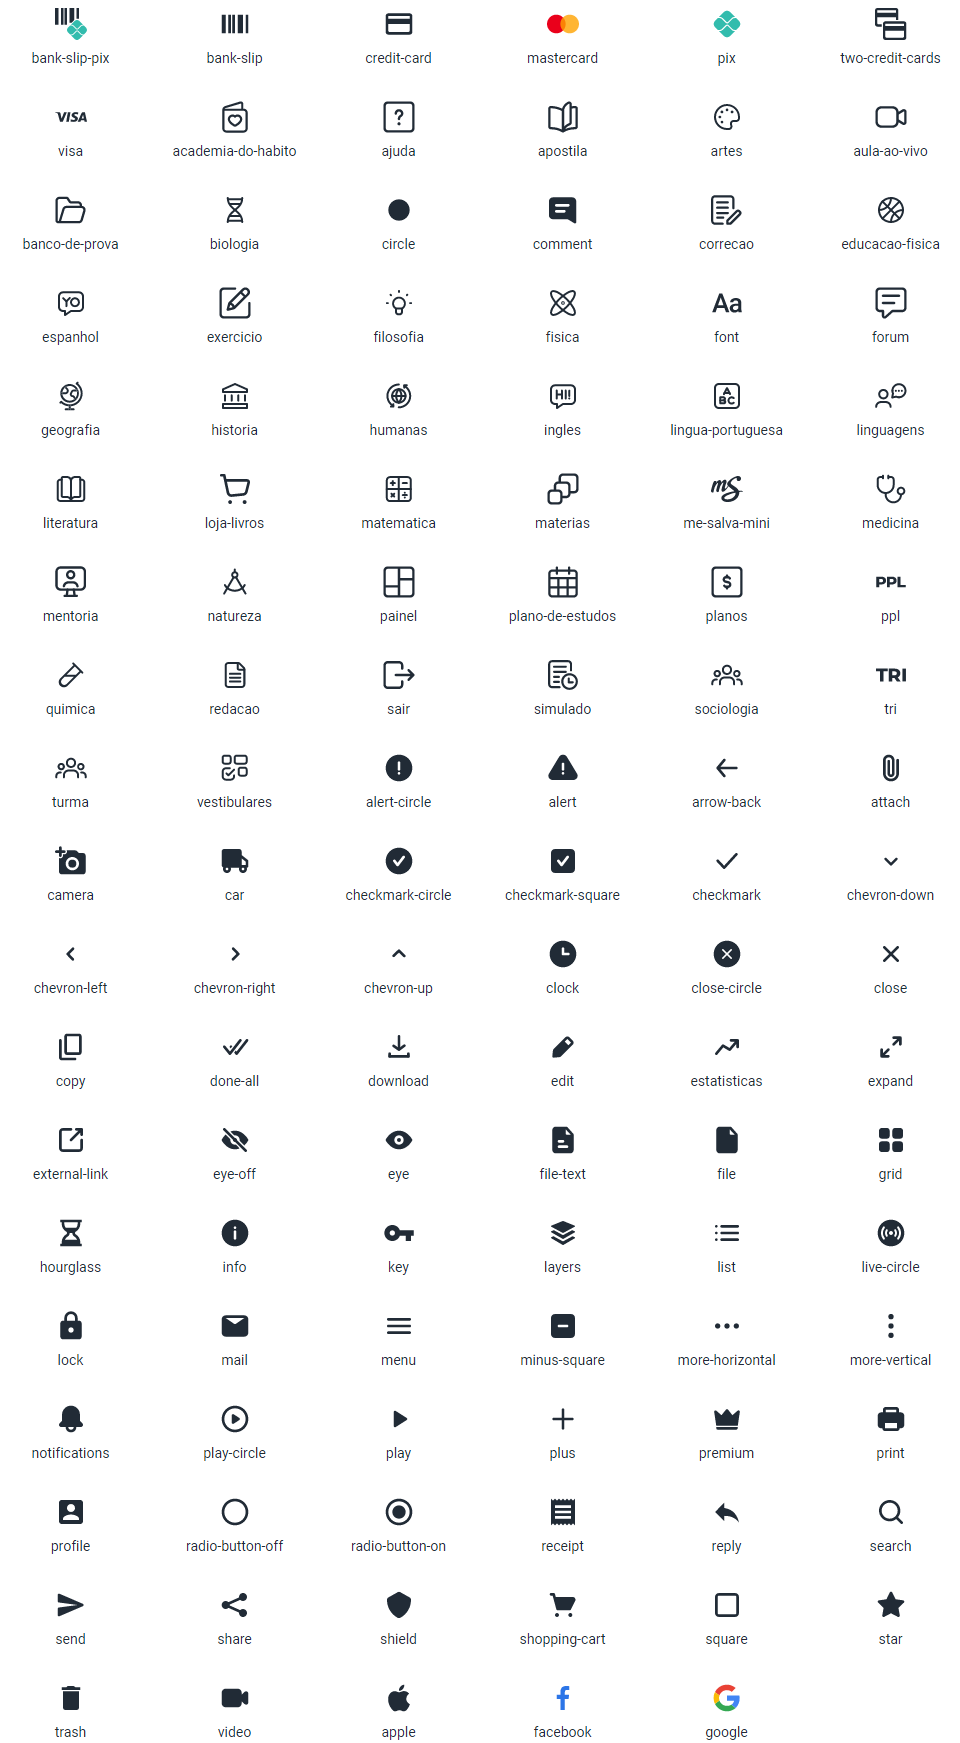 bank-slip-pix bank-slip credit-card mastercard pix two-credit-cards
VISA
visa academia-do-habito ajuda apostila artes aula-ao-vivo
banco-de-prova biologia circle comment correcao educacao-fisica
YO Aa
espanhol exercicio filosofia fisica font forum
HI! A BC
geografia historia humanas ingles lingua-portuguesa linguagens
mS
literatura loja-livros matematica materias me-salva-mini medicina
$ PPL
mentoria natureza painel plano-de-estudos planos ppl
TRI
quimica redacao sair simulado sociologia tri
turma vestibulares alert-circle alert arrow-back attach
camera car checkmark-circle checkmark-square checkmark chevron-down
chevron-left chevron-right chevron-up clock close-circle close
copy done-all download edit estatisticas expand
external-link eye-off eye file-text file grid
hourglass info key layers list live-circle
lock mail menu minus-square more-horizontal more-vertical
notifications play-circle play plus premium print
profile radio-button-off radio-button-on receipt reply search
send share shield shopping-cart square star
trash video apple facebook google